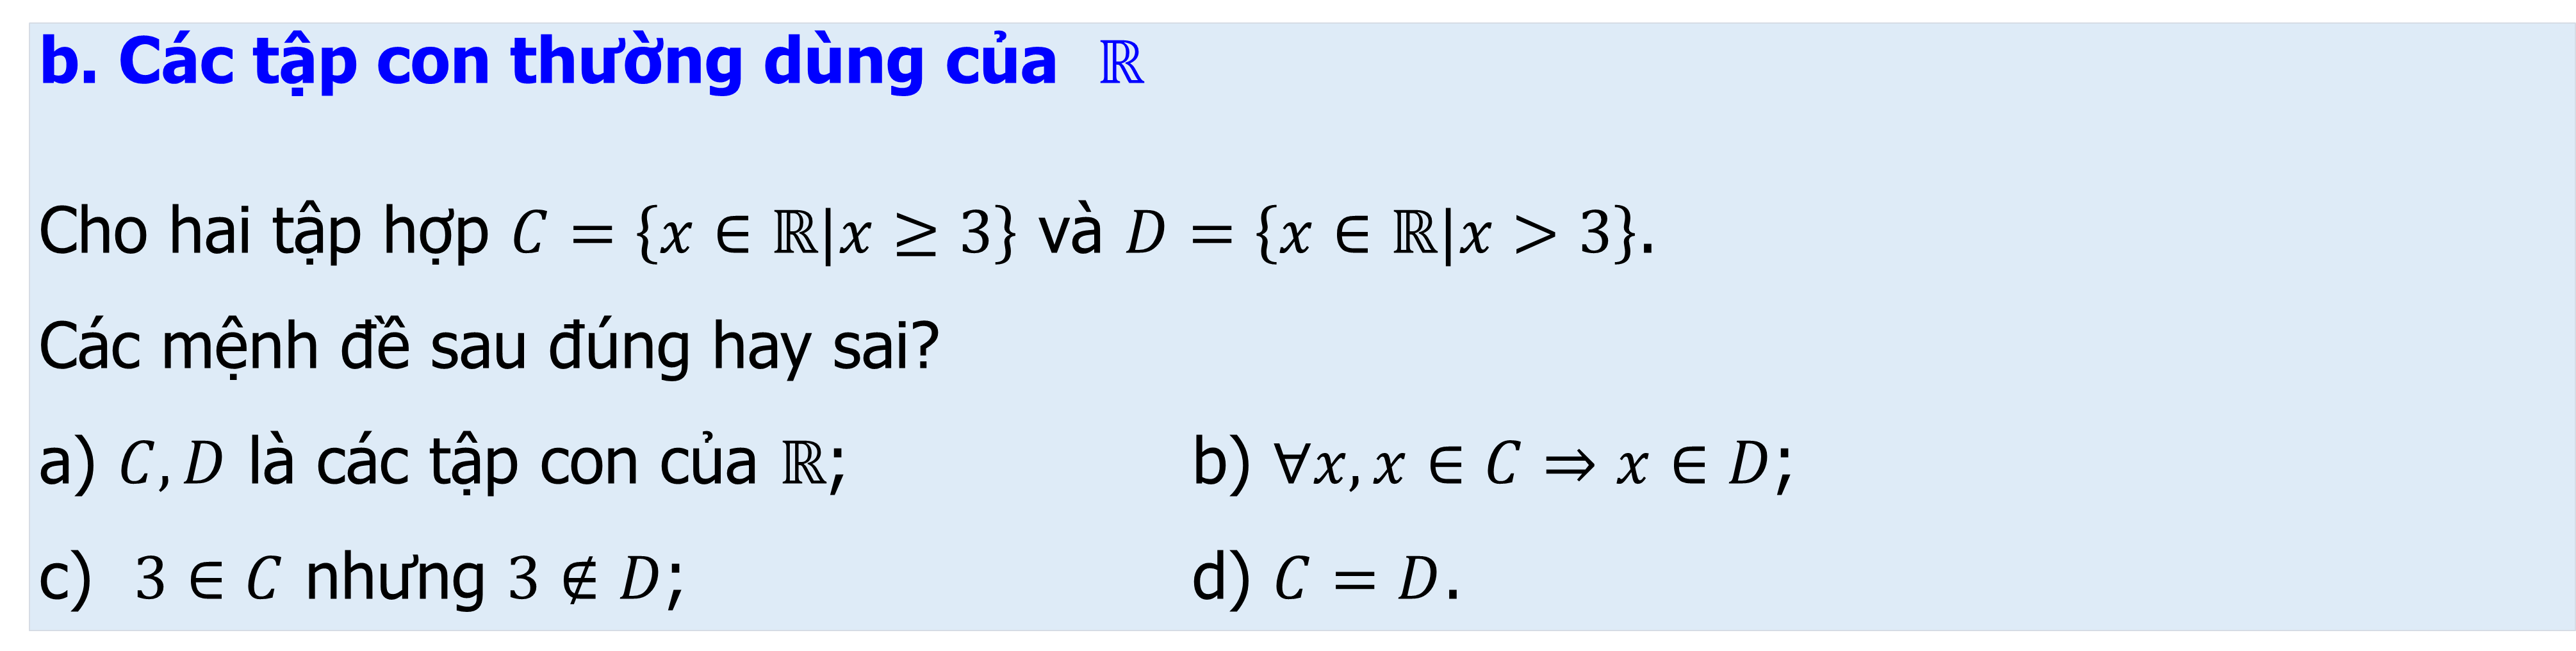 b. Các tập con thường dùng của ℝ
Cho hai tập hợp C = {x ∈ ℝ|x ≥ 3} và D = {x ∈ ℝ|x > 3}.
Các mệnh đề sau đúng hay sai?
a) C, D là các tập con của ℝ; b) ∀x, x ∈ C ⇒ x ∈ D;
c) 3 ∈ C nhưng 3 ∉ D; d) C = D.